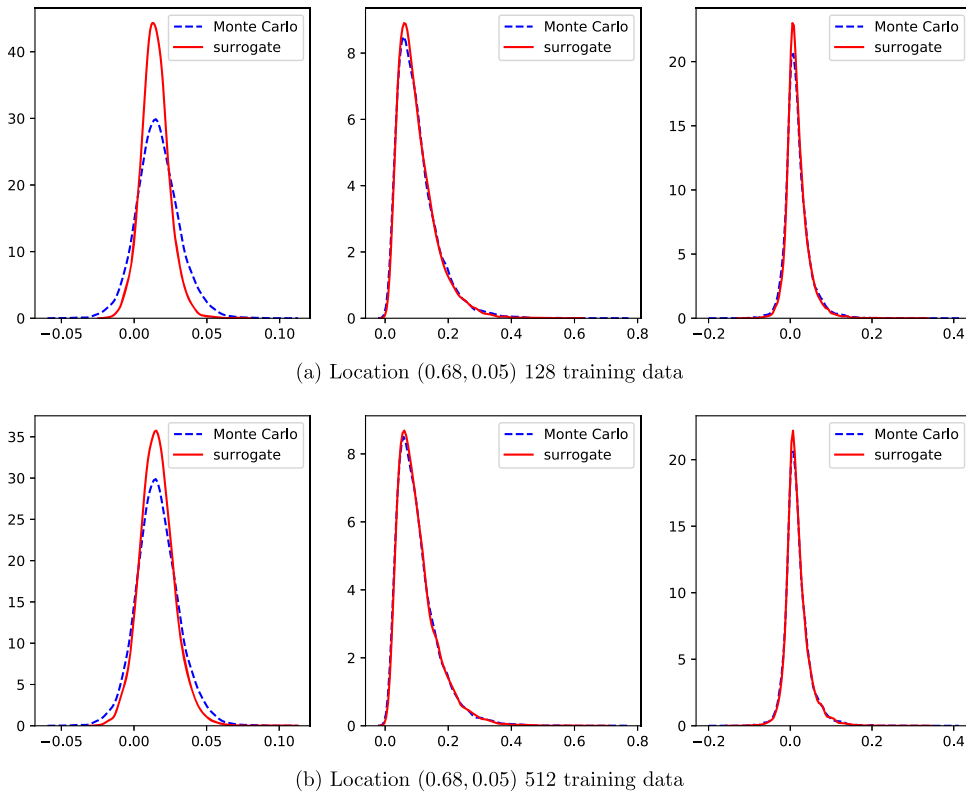 Monte Carlo
surrogate
40
30
20
10
0
−0.05 0.00 0.05 0.10
Monte Carlo
surrogate
8
6
4
2
0
0.0 0.2 0.4 0.6 0.8
Monte Carlo
surrogate
20
15
10
5
0
−0.2 0.0 0.2 0.4
(a) Location (0.68, 0.05) 128 training data
Monte Carlo
surrogate
35
30
25
20
15
10
5
0
−0.05 0.00 0.05 0.10
Monte Carlo
surrogate
8
6
4
2
0
0.0 0.2 0.4 0.6 0.8
Monte Carlo
surrogate
20
15
10
5
0
−0.2 0.0 0.2 0.4
(b) Location (0.68, 0.05) 512 training data